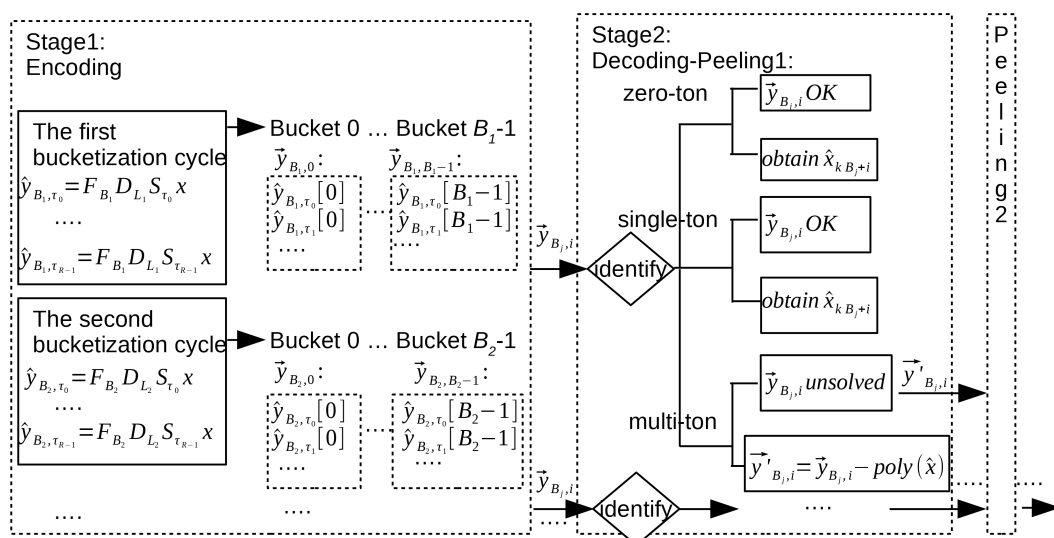 Stage1:
Encoding
The first
bucketization cycle
ŷ_{B_1,τ_0}=F_{B_1} D_{L_1} S_{τ_0} x
....
ŷ_{B_1,τ_{R-1}}=F_{B_1} D_{L_1} S_{τ_{R-1}} x
Bucket 0 ... Bucket B_1-1
y⃗_{B_1,0}: y⃗_{B_1,B_1-1}:
ŷ_{B_1,τ_0}[0] ŷ_{B_1,τ_0}[B_1-1]
ŷ_{B_1,τ_1}[0] .... ŷ_{B_1,τ_1}[B_1-1]
.... ....
The second
bucketization cycle
ŷ_{B_2,τ_0}=F_{B_2} D_{L_2} S_{τ_0} x
....
ŷ_{B_2,τ_{R-1}}=F_{B_2} D_{L_2} S_{τ_{R-1}} x
Bucket 0 ... Bucket B_2-1
y⃗_{B_2,0}: y⃗_{B_2,B_2-1}:
ŷ_{B_2,τ_0}[0] ŷ_{B_2,τ_0}[B_2-1]
ŷ_{B_2,τ_1}[0] .... ŷ_{B_2,τ_1}[B_2-1]
.... ....
.... ....
y⃗_{B_j,i}
y⃗_{B_j,i}
....
Stage2:
Decoding-Peeling1:
zero-ton
y⃗_{B_j,i} OK
obtain x̂_{k B_j+i}
single-ton
y⃗_{B_j,i} OK
identify
obtain x̂_{k B_j+i}
multi-ton
y⃗_{B_j,i} unsolved
y⃗'_{B_j,i}
y⃗'_{B_j,i}=y⃗_{B_j,i}-poly(x̂)
identify
....
....
Peeling2
....